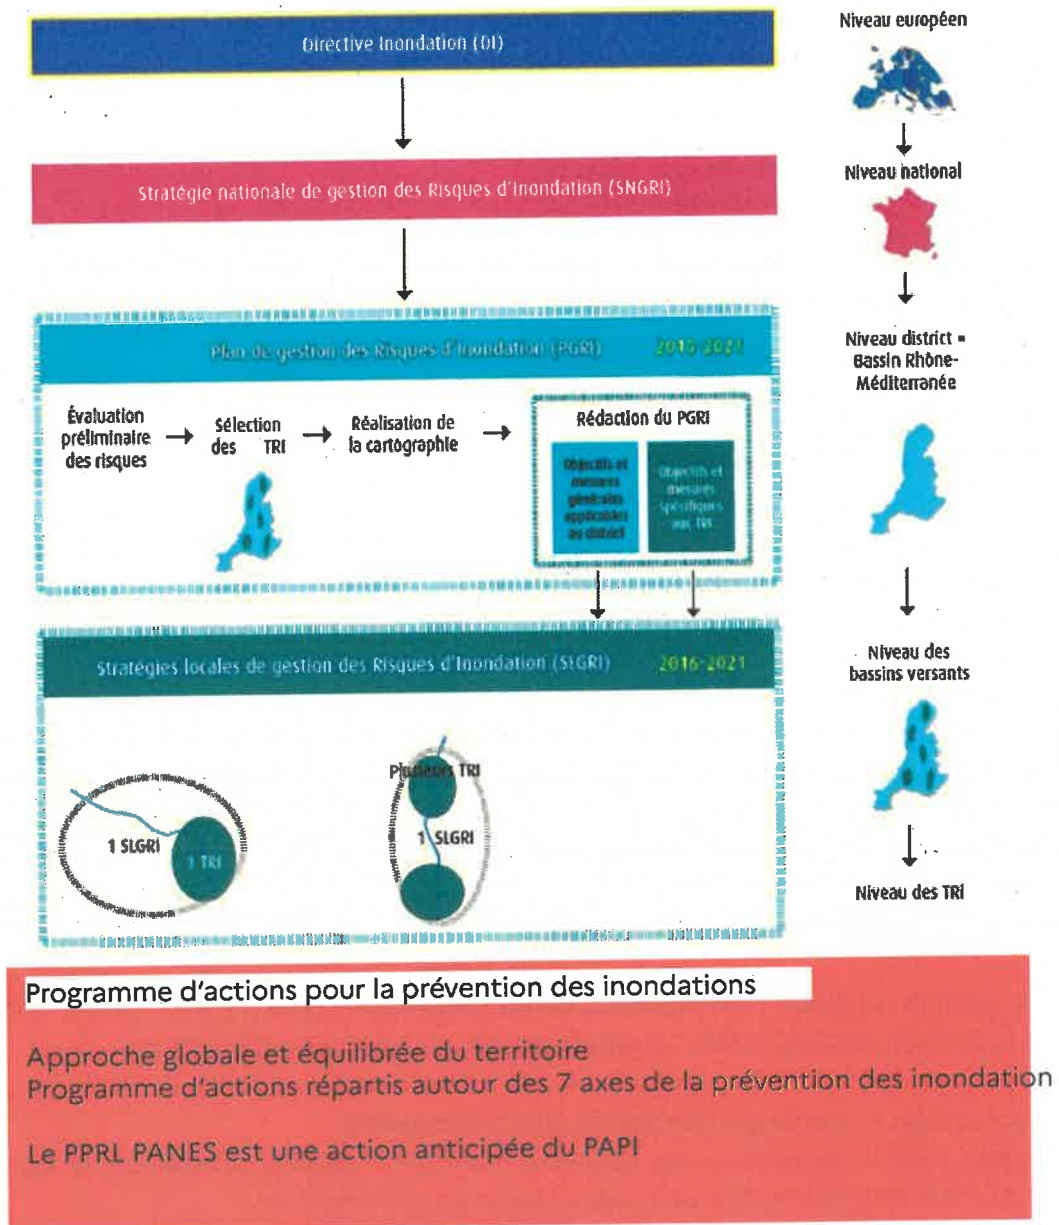 Directive Inondation (DI)
Niveau européen
Stratégie nationale de gestion des Risques d'Inondation (SNGRI)
Niveau national
Plan de gestion des Risques d'Inondation (PGRI) 2015-2021
Niveau district =
Bassin Rhône-
Méditerranée
Évaluation
préliminaire
des risques
Sélection
des TRI
Réalisation de
la cartographie
Rédaction du PGRI
Objectifs et
mesures
générales
applicables
au district
Objectifs et
mesures
spécifiques
aux TRI
Stratégies locales de gestion des Risques d'Inondation (SLGRI) 2016-2021
Niveau des
bassins versants
1 SLGRI
1 TRI
Plusieurs TRI
1 SLGRI
Niveau des TRI
Programme d'actions pour la prévention des inondations
Approche globale et équilibrée du territoire
Programme d'actions répartis autour des 7 axes de la prévention des inondation
Le PPRL PANES est une action anticipée du PAPI